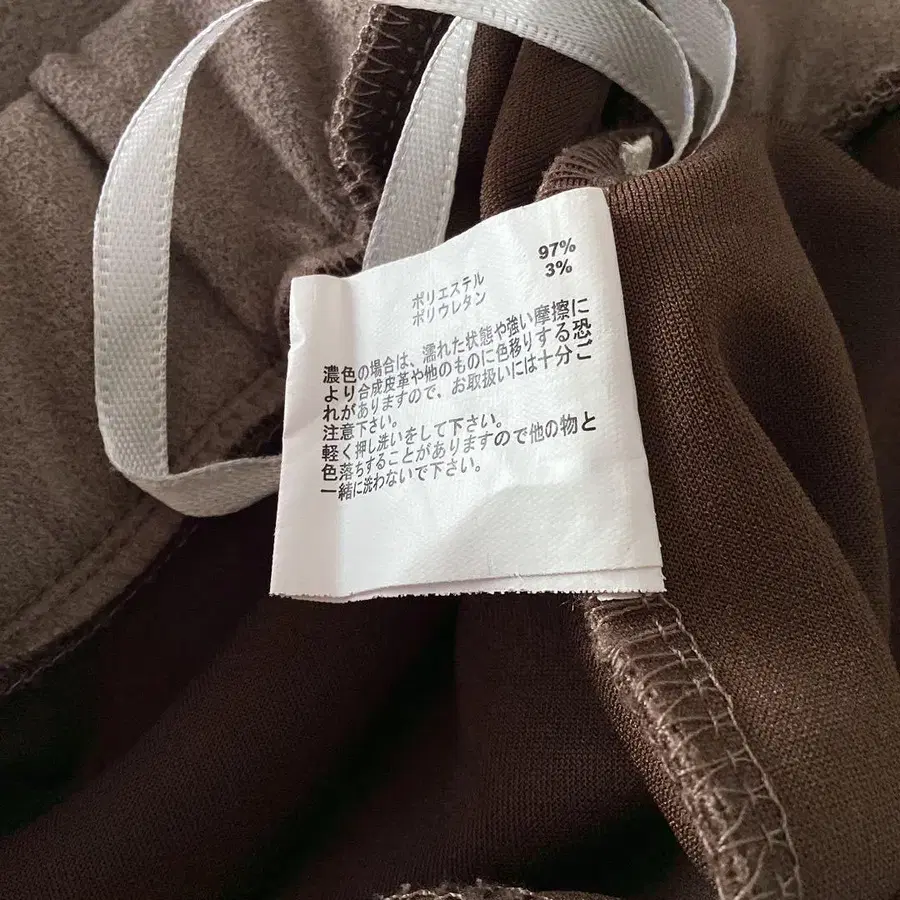 97%
3%
ポリエステル
ポリウレタン
濃色の場合は、濡れた状態や強い摩擦に
より合成皮革や他のものに色移りする恐
れがありますので、お取扱いには十分ご
注意下さい。
軽く押し洗いをして下さい。
色落ちすることがありますので他の物と
一緒に洗わないで下さい。